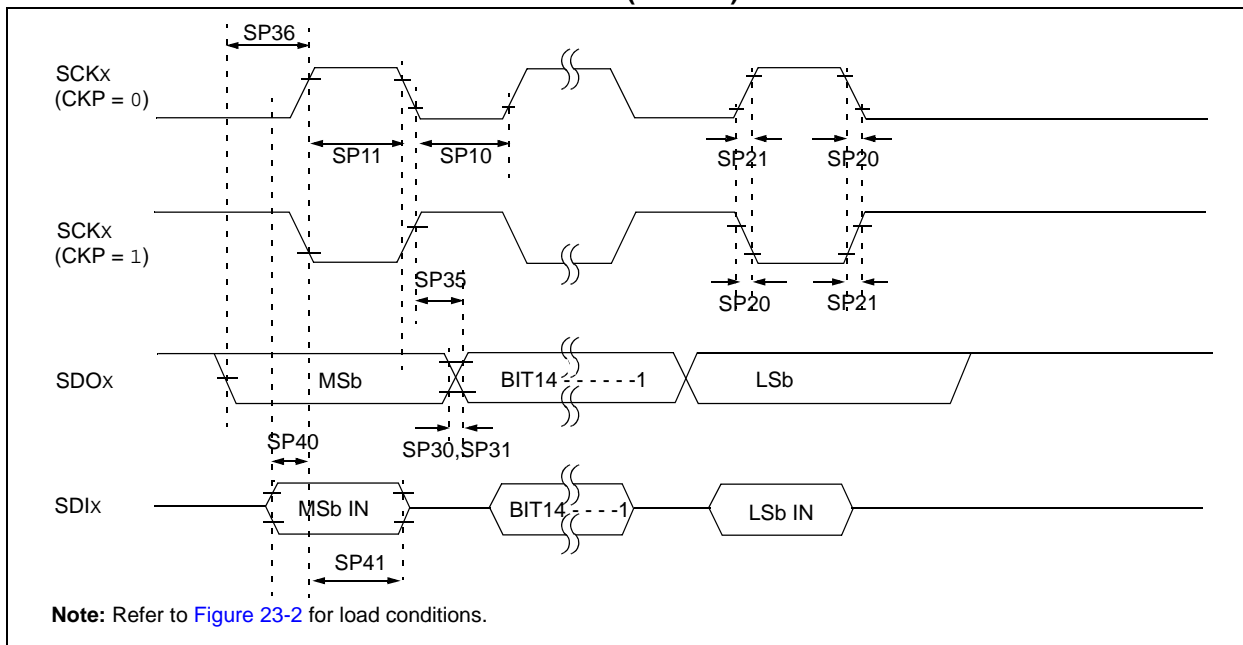 SP36
SCKx
(CKP = 0)
SP11
SP10
SP21
SP20
SCKx
(CKP = 1)
SP35
SP20
SP21
SDOx
MSb
BIT14 - - - - - -1
LSb
SP40
SP30,SP31
SDIx
MSb IN
BIT14 - - - -1
LSb IN
SP41
Note: Refer to Figure 23-2 for load conditions.